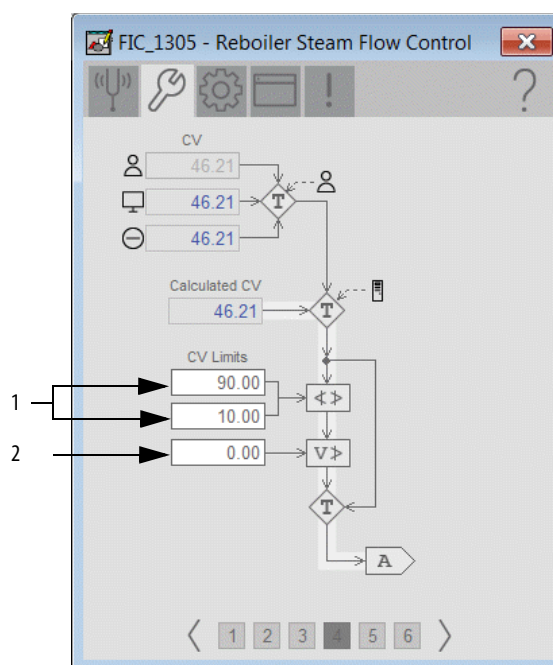 FIC_1305 - Reboiler Steam Flow Control
CV
46.21
46.21
T
46.21
Calculated CV
46.21
T
CV Limits
1
90.00
10.00
2
0.00
V
T
A
1 2 3 4 5 6